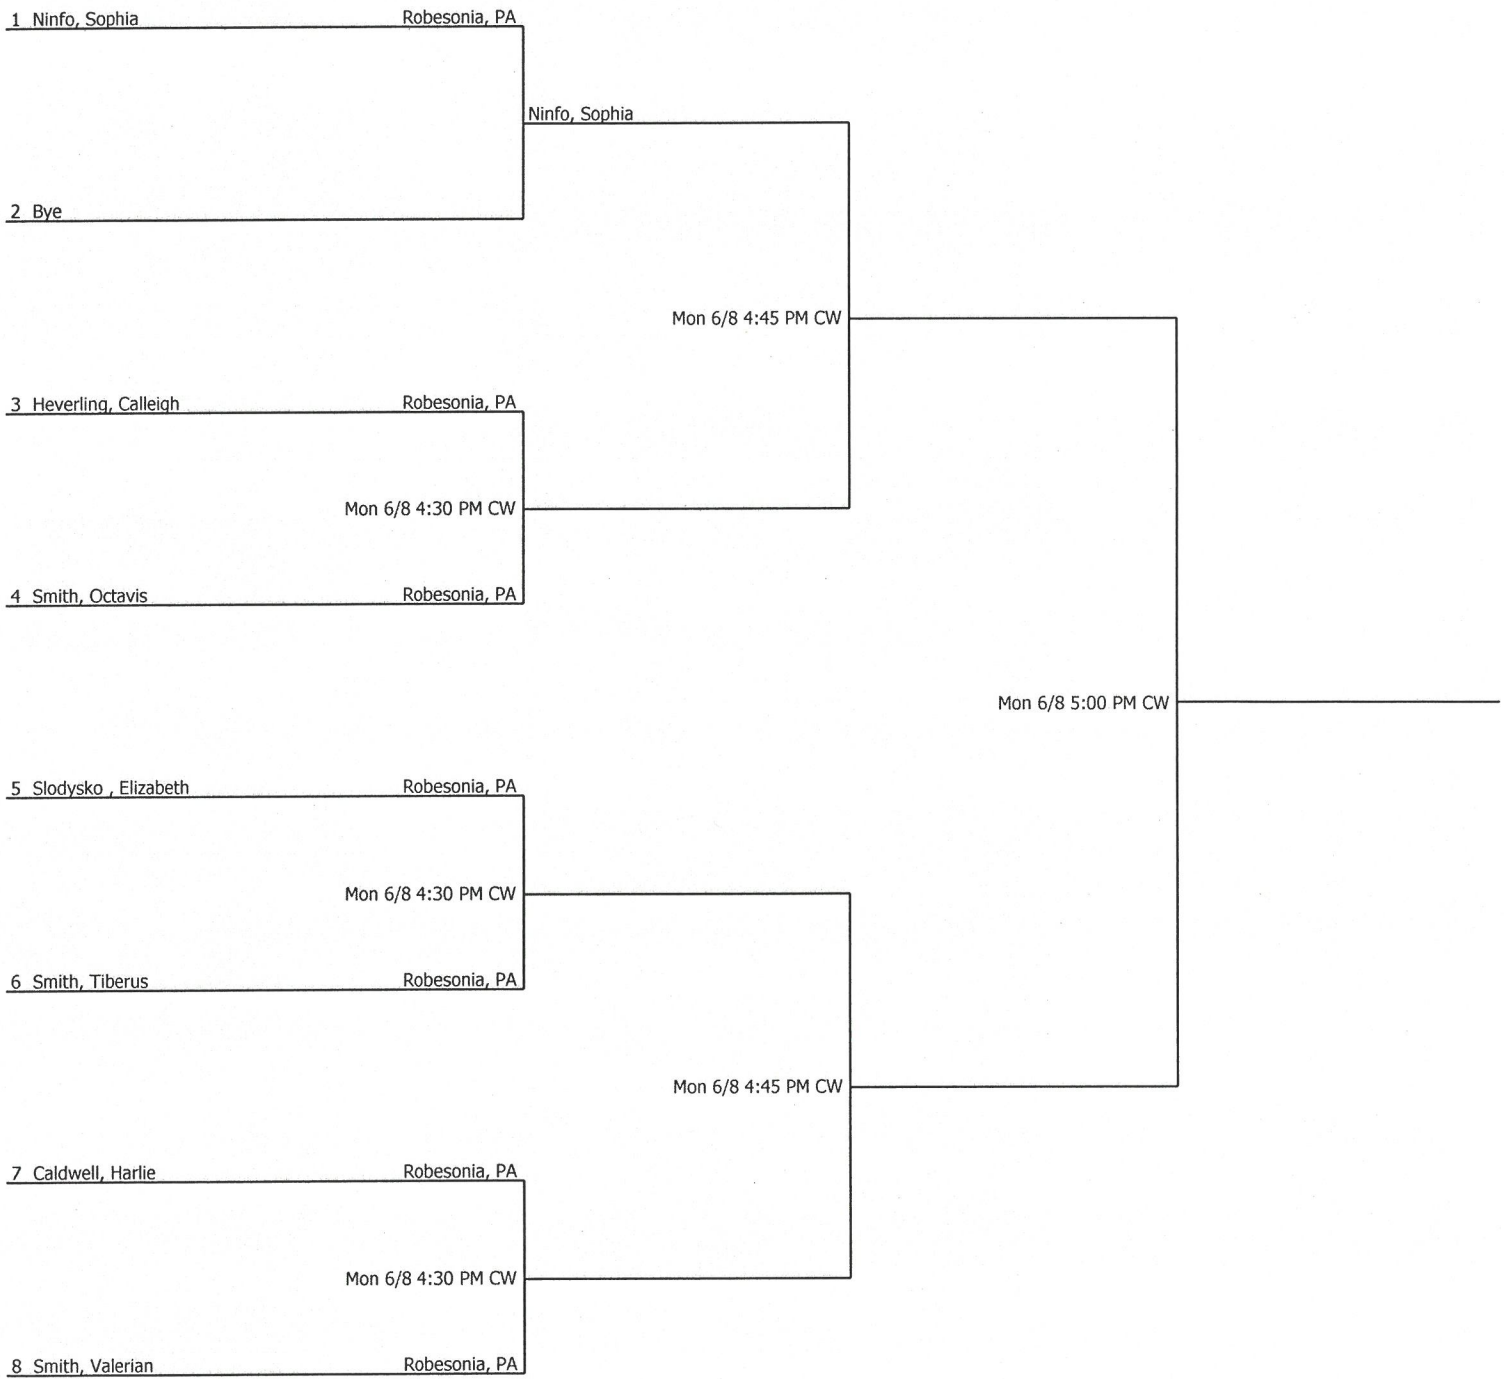 1 Ninfo, Sophia Robesonia, PA
Ninfo, Sophia
2 Bye
Mon 6/8 4:45 PM CW
3 Heverling, Calleigh Robesonia, PA
Mon 6/8 4:30 PM CW
4 Smith, Octavis Robesonia, PA
Mon 6/8 5:00 PM CW
5 Slodysko , Elizabeth Robesonia, PA
Mon 6/8 4:30 PM CW
6 Smith, Tiberus Robesonia, PA
Mon 6/8 4:45 PM CW
7 Caldwell, Harlie Robesonia, PA
Mon 6/8 4:30 PM CW
8 Smith, Valerian Robesonia, PA